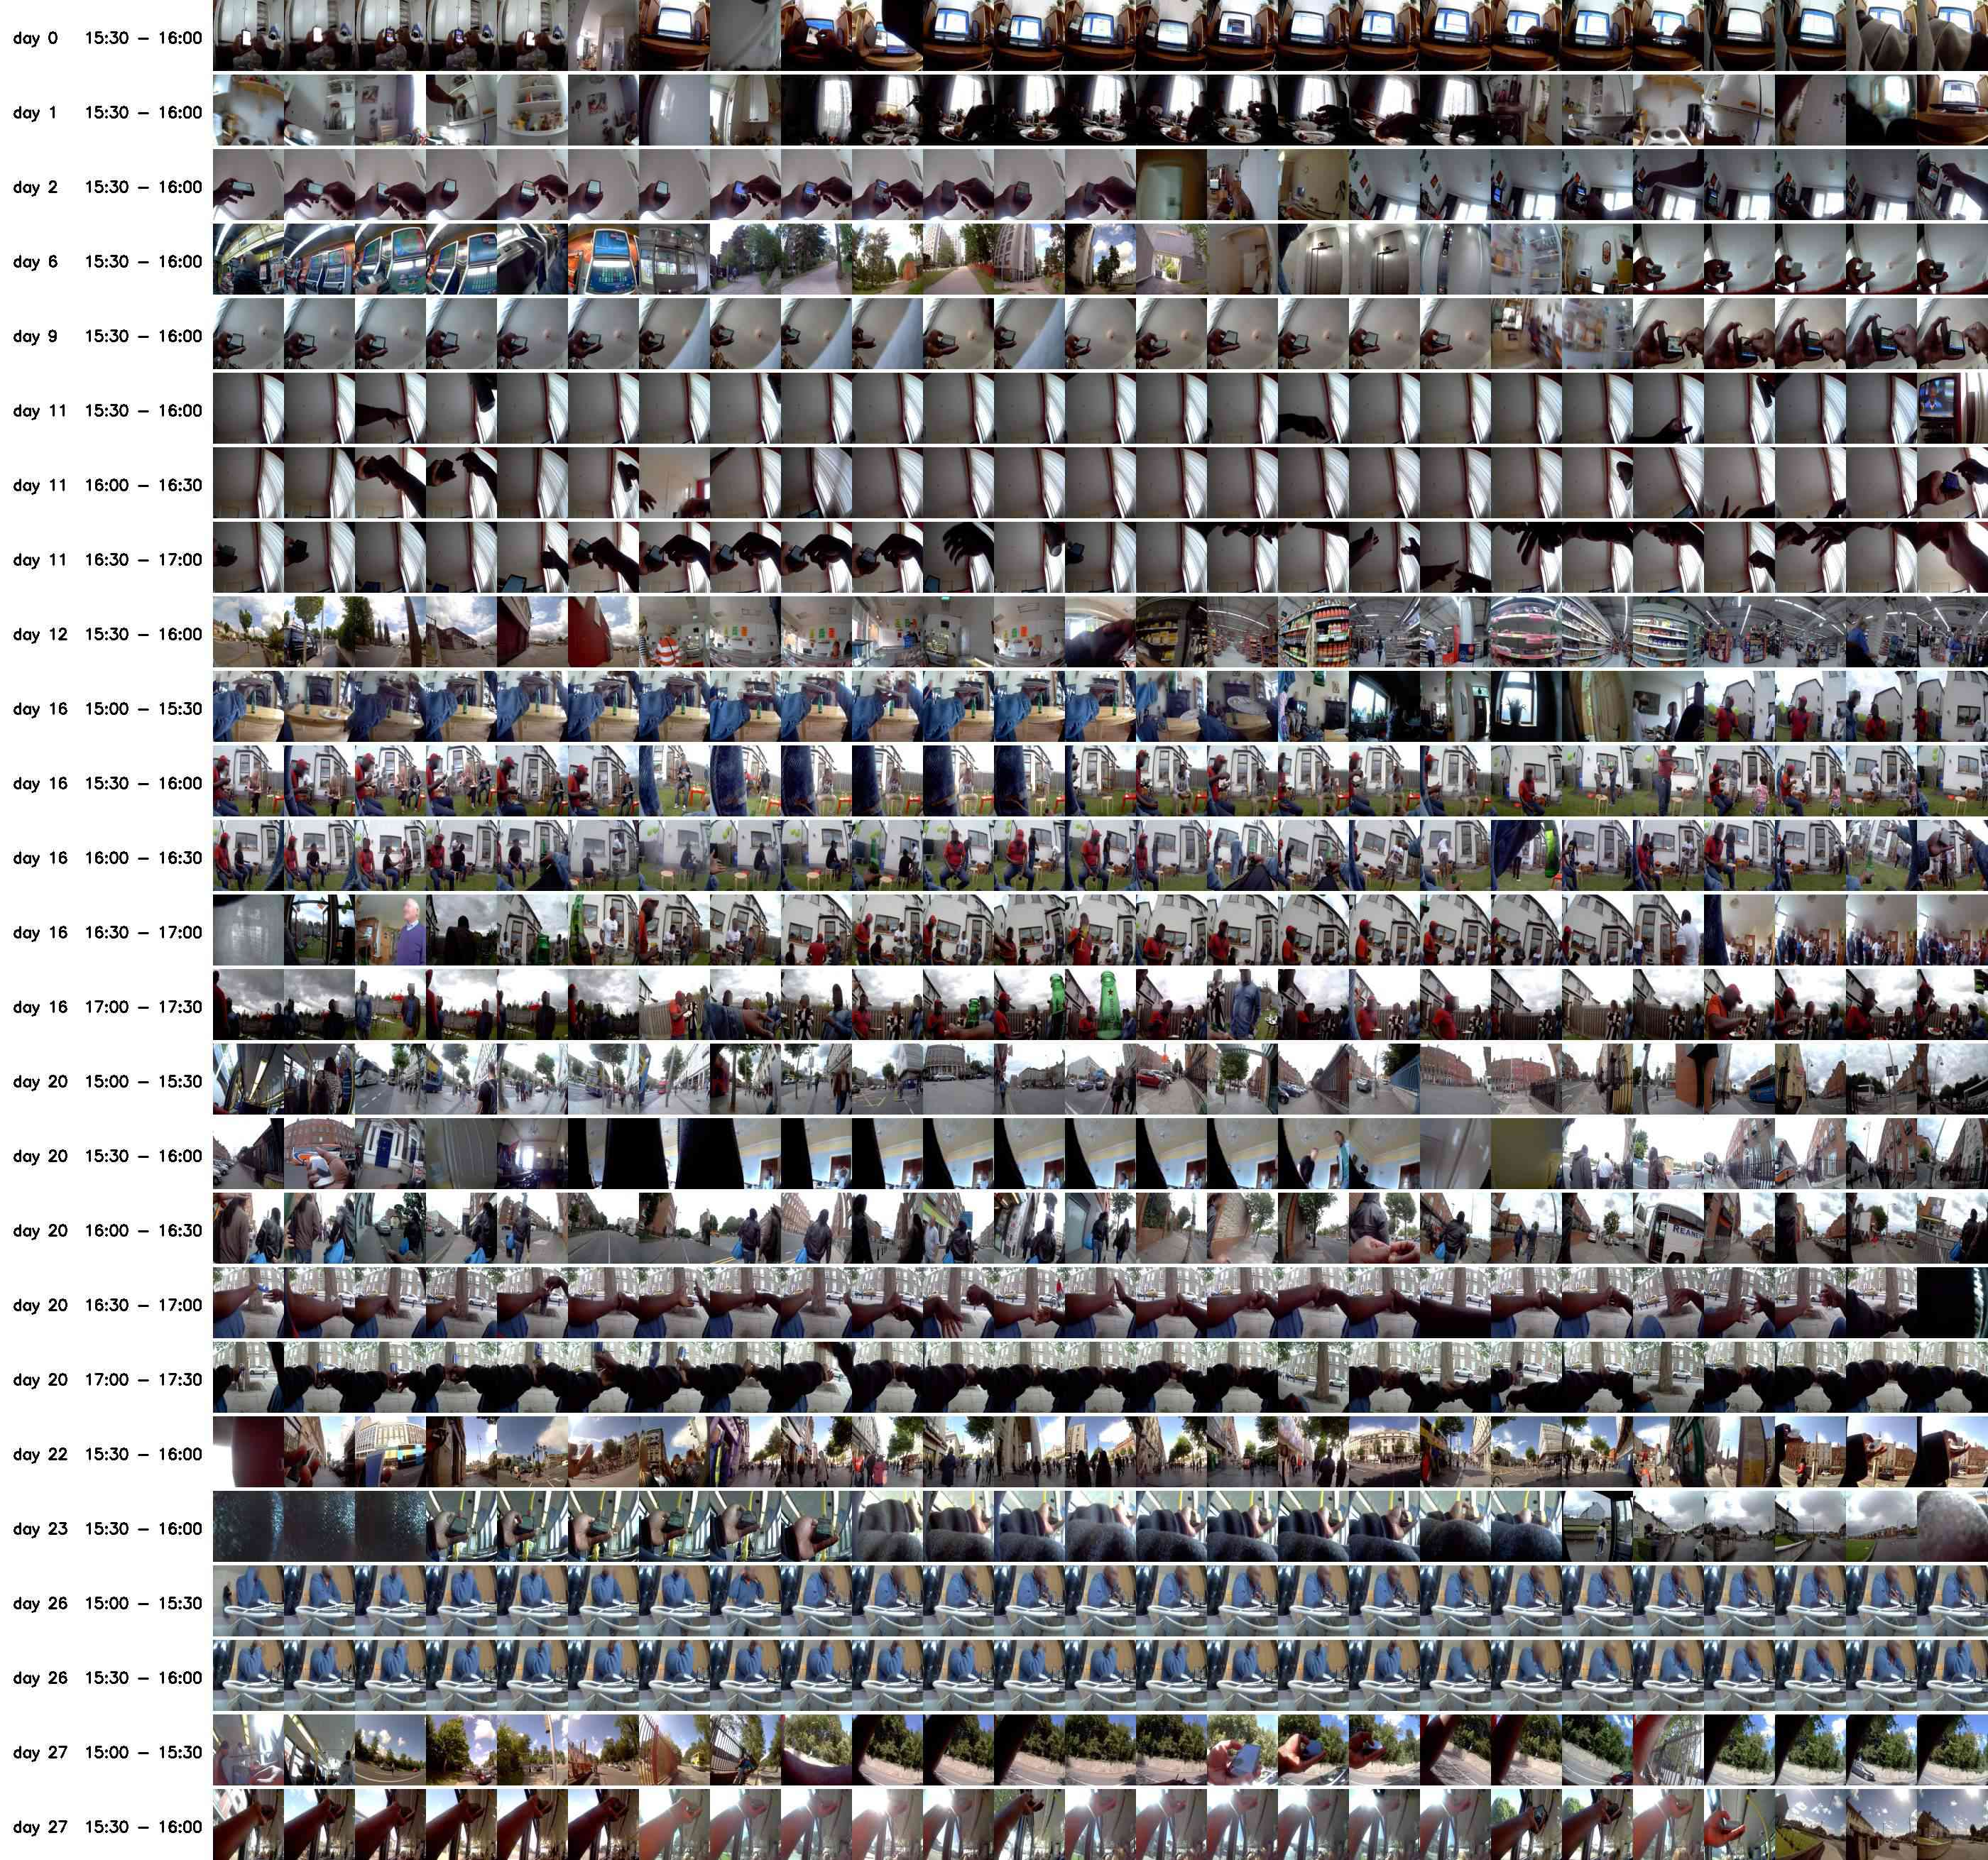 day 0 15:30 - 16:00
day 1 15:30 - 16:00
day 2 15:30 - 16:00
day 6 15:30 - 16:00
day 9 15:30 - 16:00
day 11 15:30 - 16:00
day 11 16:00 - 16:30
day 11 16:30 - 17:00
day 12 15:30 - 16:00
day 16 15:00 - 15:30
day 16 15:30 - 16:00
day 16 16:00 - 16:30
day 16 16:30 - 17:00
day 16 17:00 - 17:30
day 20 15:00 - 15:30
day 20 15:30 - 16:00
day 20 16:00 - 16:30
day 20 16:30 - 17:00
day 20 17:00 - 17:30
day 22 15:30 - 16:00
day 23 15:30 - 16:00
day 26 15:00 - 15:30
day 26 15:30 - 16:00
day 27 15:00 - 15:30
day 27 15:30 - 16:00